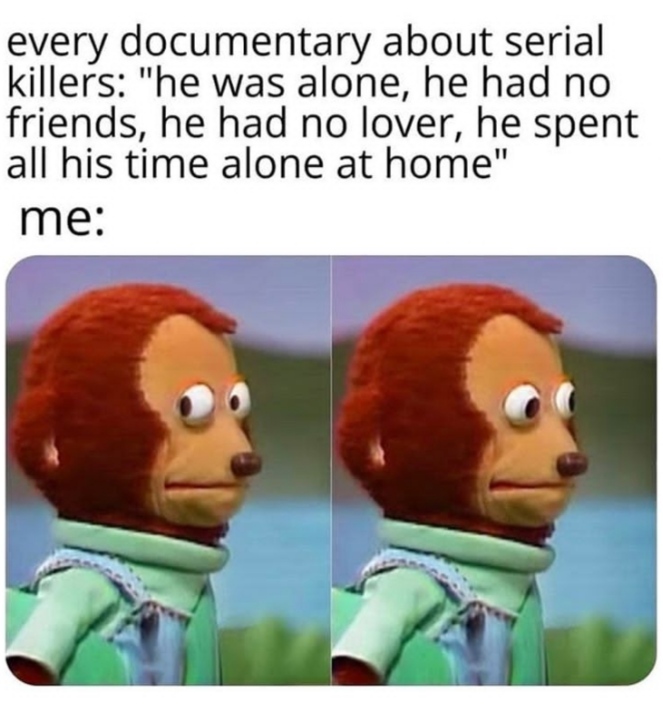 every documentary about serial
killers: "he was alone, he had no
friends, he had no lover, he spent
all his time alone at home"
me: